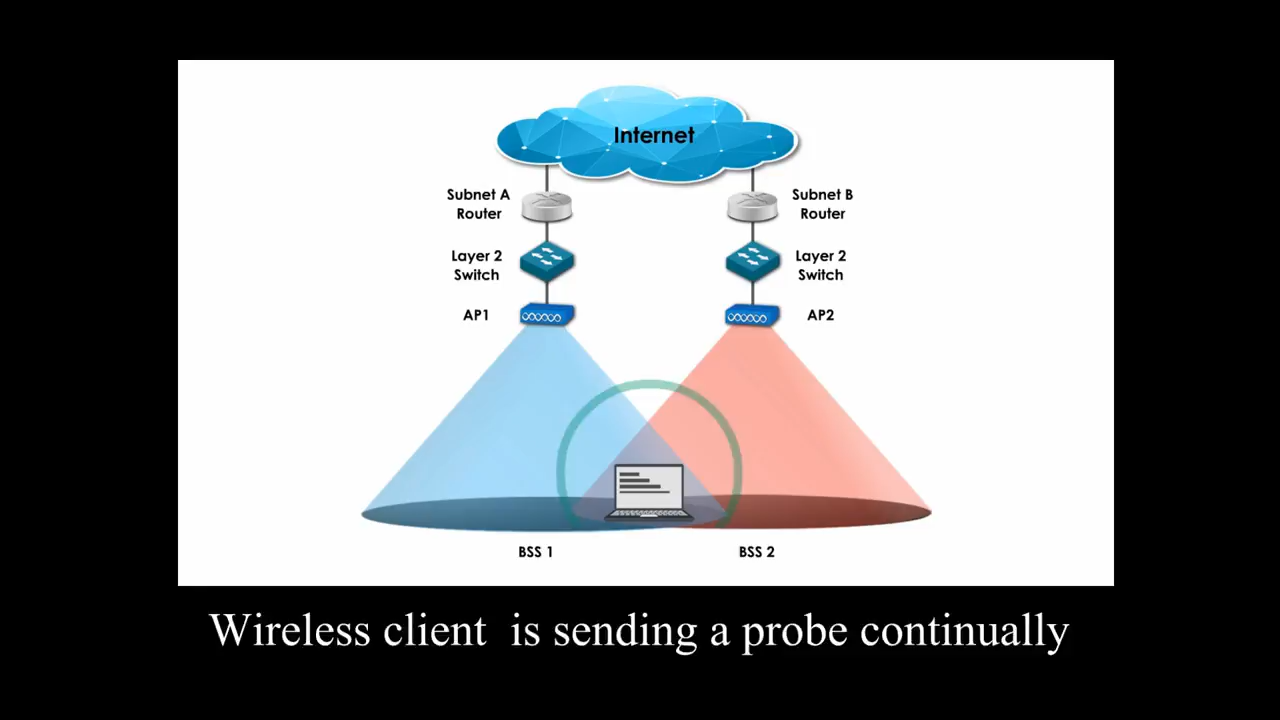 Internet
Subnet A
Router
Subnet B
Router
Layer 2
Switch
Layer 2
Switch
AP1
AP2
BSS 1
BSS 2
Wireless client  is sending a probe continually